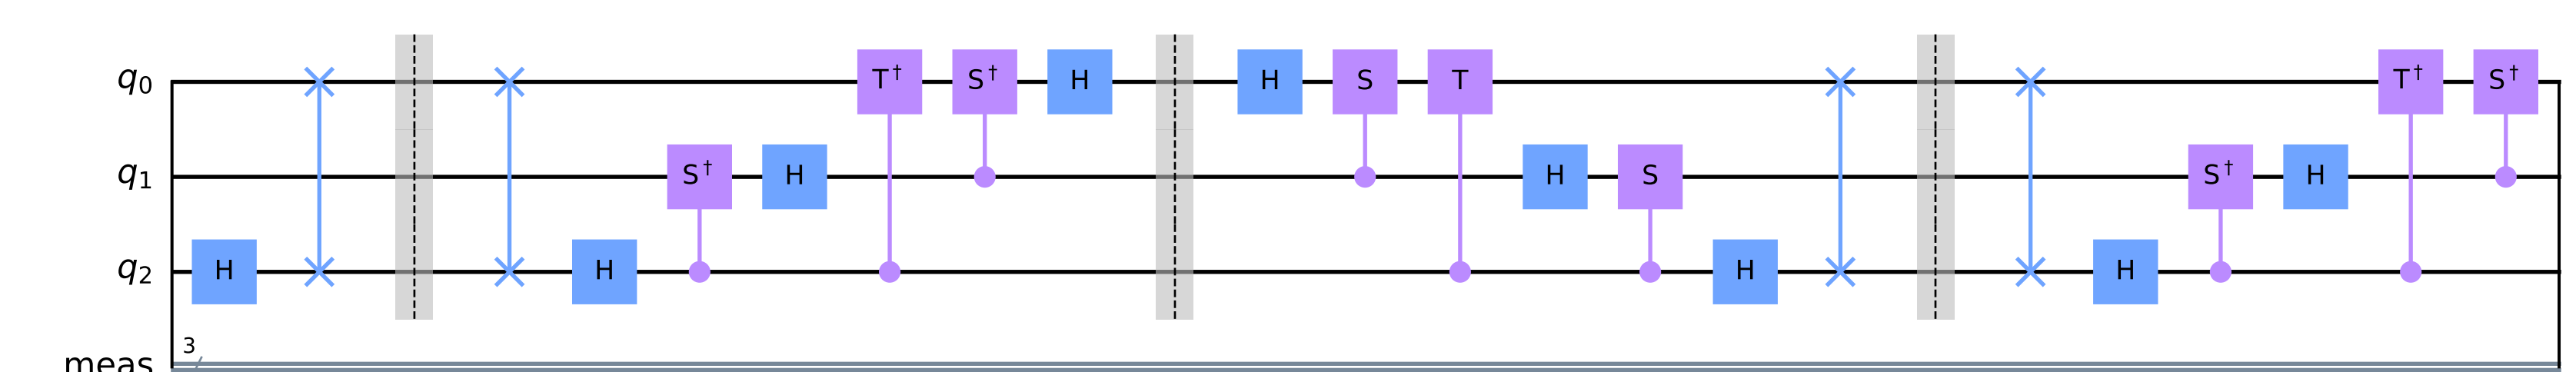 q0 T† S† H H S T T† S†
q1 S† H H S S† H
q2 H H H H
3
meas